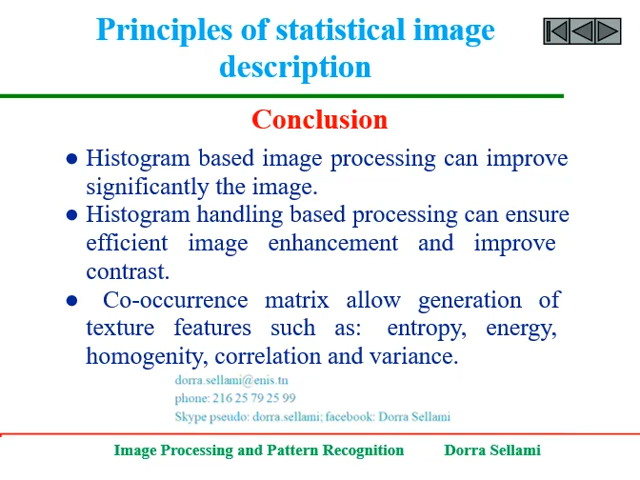 Principles of statistical image
description
Conclusion
● Histogram based image processing can improve
significantly the image.
● Histogram handling based processing can ensure
efficient image enhancement and improve
contrast.
● Co-occurrence matrix allow generation of
texture features such as: entropy, energy,
homogenity, correlation and variance.
dorra.sellami@enis.tn
phone: 216 25 79 25 99
Skype pseudo: dorra.sellami; facebook: Dorra Sellami
Image Processing and Pattern Recognition Dorra Sellami